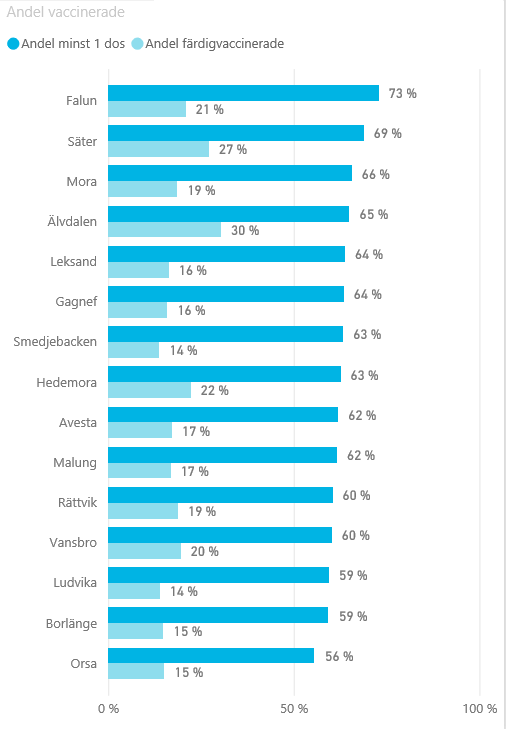 Andel vaccinerade
Andel minst 1 dos Andel färdigvaccinerade
Falun 73 %
21 %
Säter 69 %
27 %
Mora 66 %
19 %
Älvdalen 65 %
30 %
Leksand 64 %
16 %
Gagnef 64 %
16 %
Smedjebacken 63 %
14 %
Hedemora 63 %
22 %
Avesta 62 %
17 %
Malung 62 %
17 %
Rättvik 60 %
19 %
Vansbro 60 %
20 %
Ludvika 59 %
14 %
Borlänge 59 %
15 %
Orsa 56 %
15 %
0 % 50 % 100 %